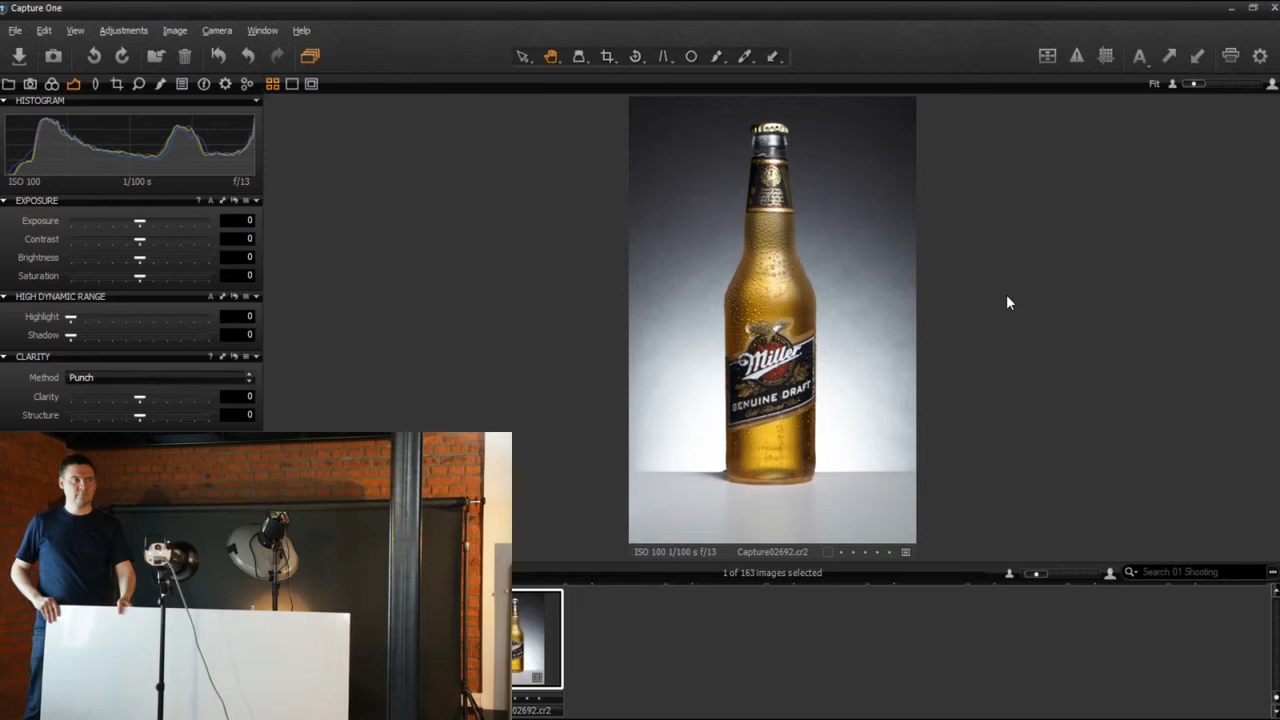 Capture One
File Edit View Adjustments Image Camera Window Help
Fit
HISTOGRAM
ISO 100 1/100 s f/13
EXPOSURE
Exposure 0
Contrast 0
Brightness 0
Saturation 0
HIGH DYNAMIC RANGE
Highlight 0
Shadow 0
CLARITY
Method Punch
Clarity 0
Structure 0
Miller
GENUINE DRAFT
ISO 100 1/100 s f/13 Capture02692.cr2
1 of 163 images selected
Search 01 Shooting
02692.cr2